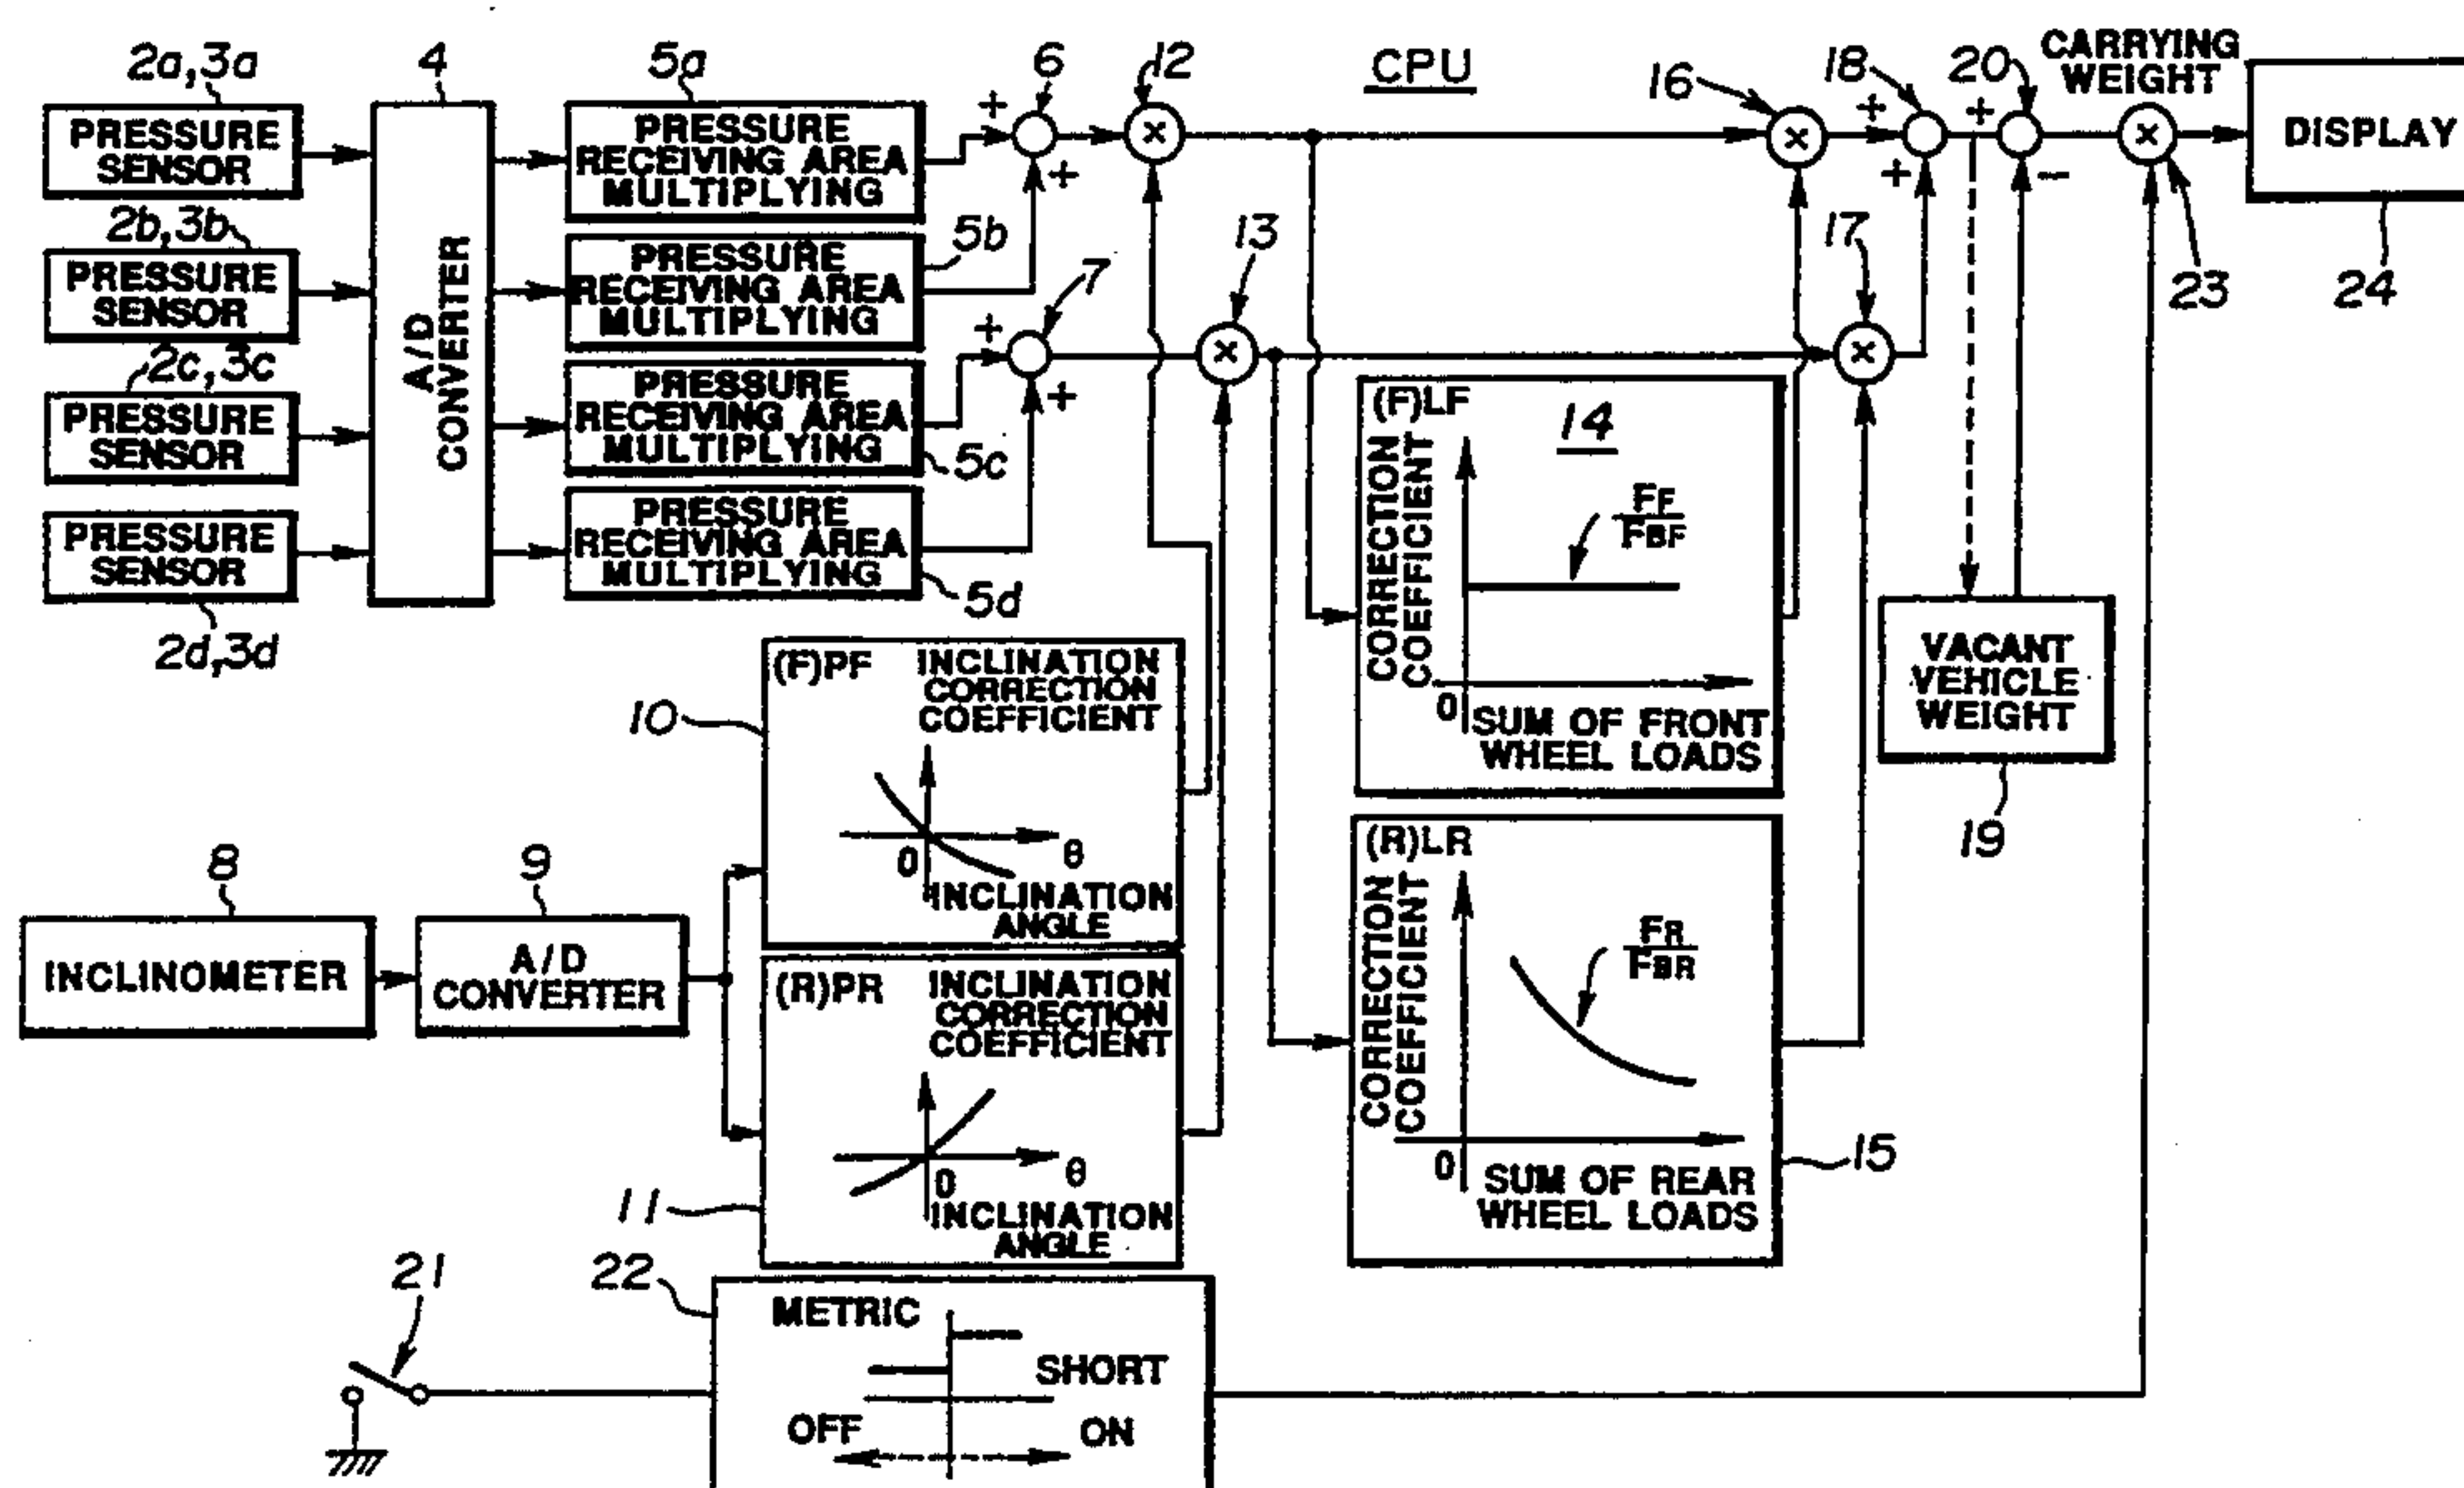 CPU
2a,3a
PRESSURE
SENSOR
2b,3b
PRESSURE
SENSOR
2c,3c
PRESSURE
SENSOR
PRESSURE
SENSOR
2d,3d
4
A/D
CONVERTER
5a
PRESSURE
RECEIVING AREA
MULTIPLYING
5b
PRESSURE
RECEIVING AREA
MULTIPLYING
PRESSURE
RECEIVING AREA
MULTIPLYING
5c
PRESSURE
RECEIVING AREA
MULTIPLYING
5d
6
+
+
7
+
+
12
×
13
×
16
×
17
×
18
+
+
20
+
−
CARRYING
WEIGHT
×
23
DISPLAY
24
(F)LF
14
CORRECTION
COEFFICIENT
FF
FBF
0
SUM OF FRONT
WHEEL LOADS
VACANT
VEHICLE
WEIGHT
19
10
(F)PF
INCLINATION
CORRECTION
COEFFICIENT
0
θ
INCLINATION
ANGLE
8
INCLINOMETER
9
A/D
CONVERTER
(R)PR
INCLINATION
CORRECTION
COEFFICIENT
0
θ
INCLINATION
ANGLE
11
(R)LR
CORRECTION
COEFFICIENT
FR
FBR
0
SUM OF REAR
WHEEL LOADS
15
21
22
METRIC
SHORT
OFF
ON